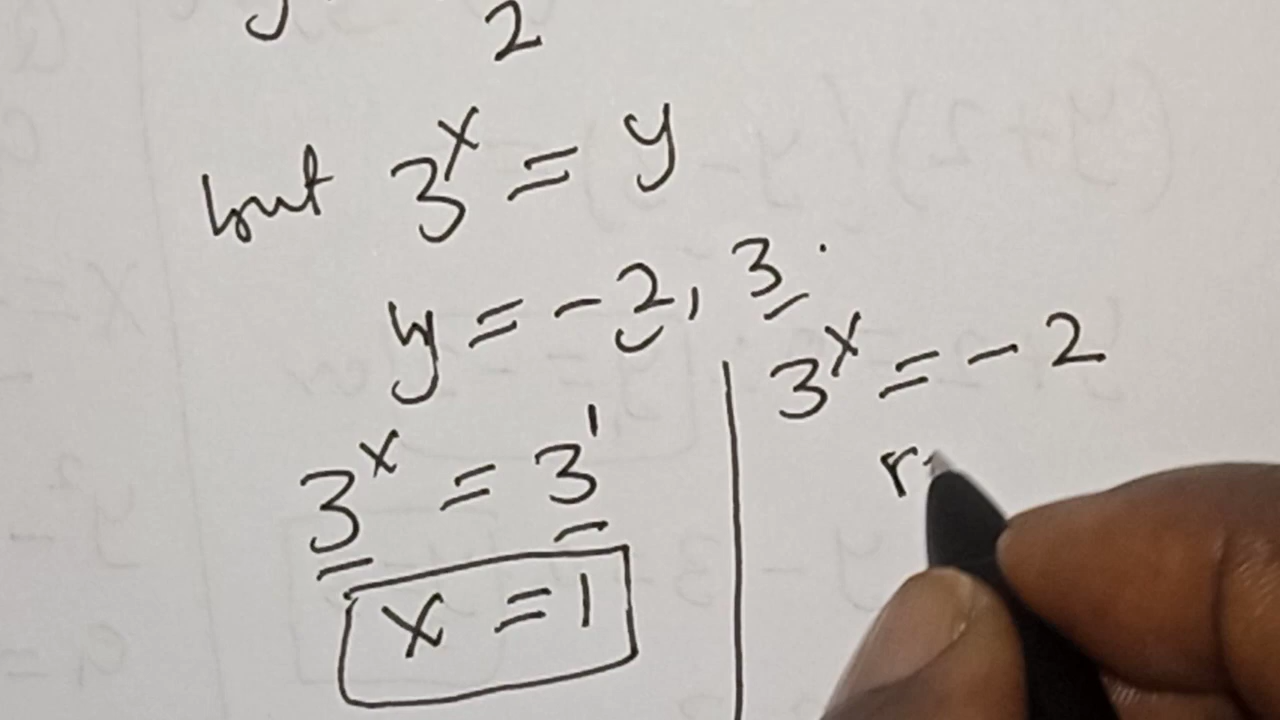 2
but 3^x = y
y = -2, 3.
3^x = 3^1
x = 1
3^x = -2